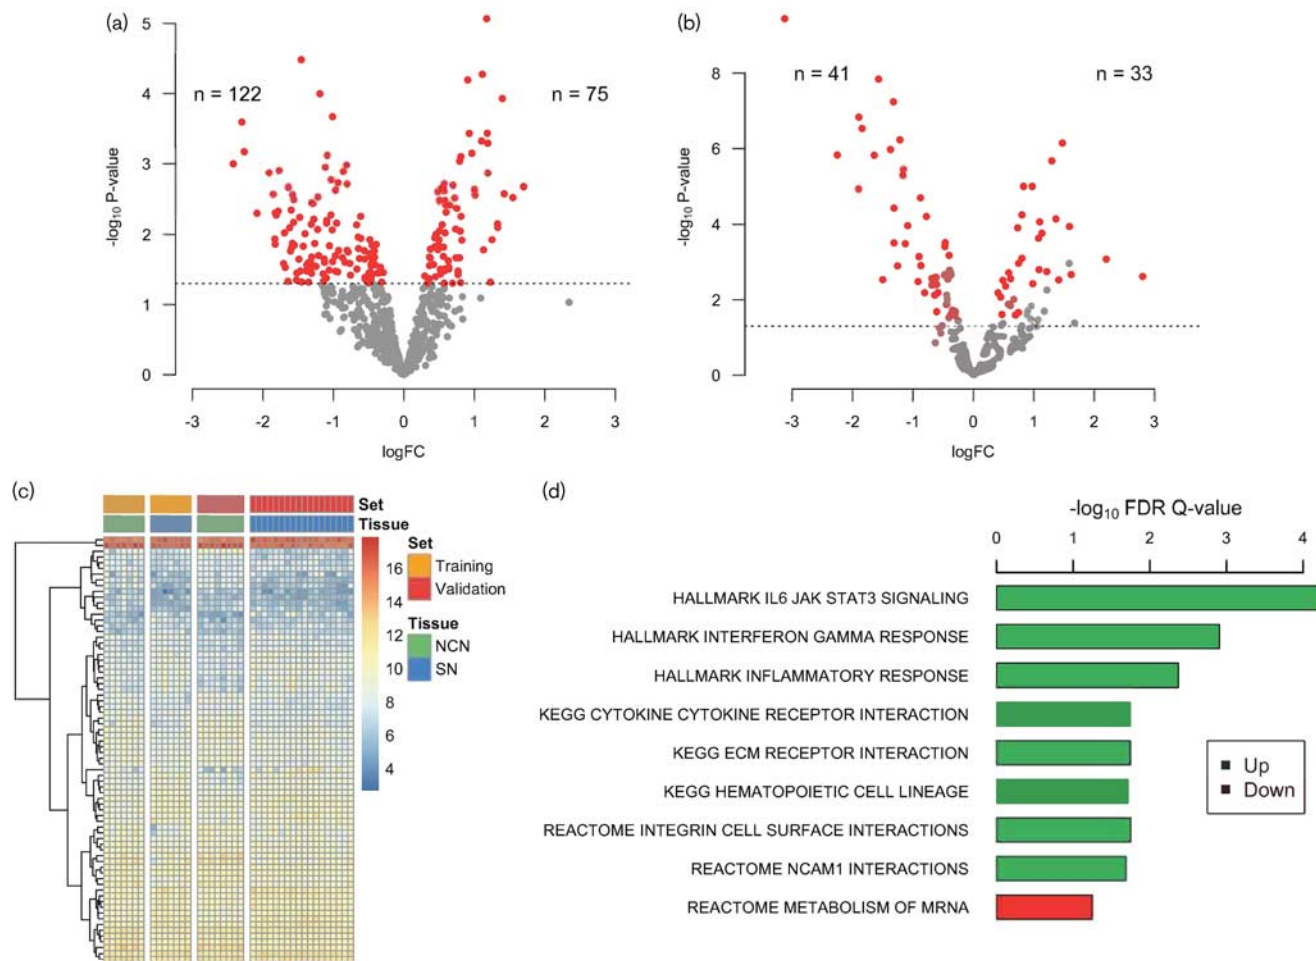 (a)
5
4
3
2
1
0
-log10 P-value
n = 122
n = 75
-3 -2 -1 0 1 2 3
logFC
(b)
8
6
4
2
0
-log10 P-value
n = 41
n = 33
-3 -2 -1 0 1 2 3
logFC
(c)
Set
Tissue
16
14
12
10
8
6
4
Set
Training
Validation
Tissue
NCN
SN
(d)
-log10 FDR Q-value
0 1 2 3 4
HALLMARK IL6 JAK STAT3 SIGNALING
HALLMARK INTERFERON GAMMA RESPONSE
HALLMARK INFLAMMATORY RESPONSE
KEGG CYTOKINE CYTOKINE RECEPTOR INTERACTION
KEGG ECM RECEPTOR INTERACTION
KEGG HEMATOPOIETIC CELL LINEAGE
REACTOME INTEGRIN CELL SURFACE INTERACTIONS
REACTOME NCAM1 INTERACTIONS
REACTOME METABOLISM OF MRNA
Up
Down